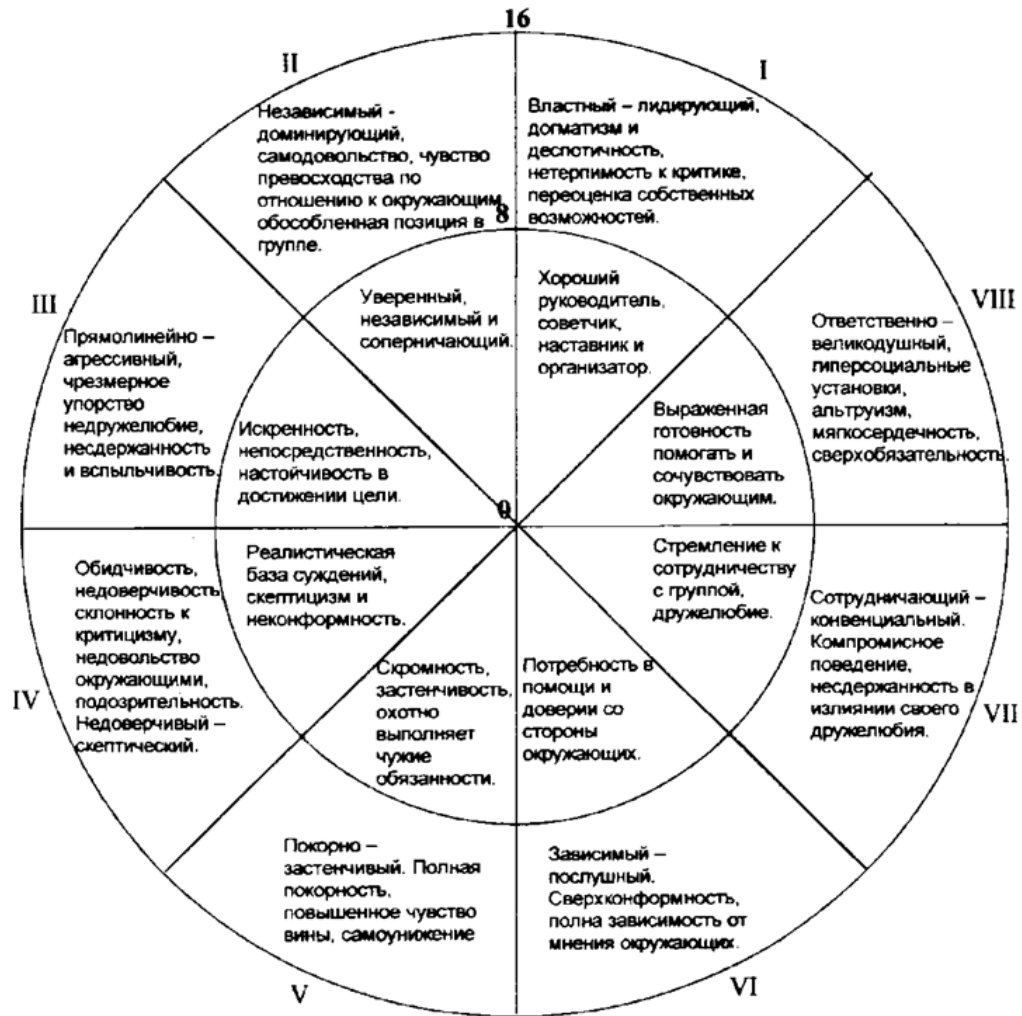 16
II
I
Независимый -
доминирующий,
самодовольство, чувство
превосходства по
отношению к окружающим,
обособленная позиция в
группе.
Властный – лидирующий,
догматизм и
деспотичность,
нетерпимость к критике,
переоценка собственных
возможностей.
8
III
VIII
Уверенный,
независимый и
соперничающий.
Хороший
руководитель,
советчик,
наставник и
организатор.
Прямолинейно –
агрессивный,
чрезмерное
упорство
недружелюбие,
несдержанность
и вспыльчивость.
Искренность,
непосредственность,
настойчивость в
достижении цели.
Выраженная
готовность
помогать и
сочувствовать
окружающим.
Ответственно –
великодушный,
гиперсоциальные
установки,
альтруизм,
мягкосердечность,
сверхобязательность.
0
Обидчивость,
недоверчивость
склонность к
критицизму,
недовольство
окружающими,
подозрительность.
Недоверчивый –
скептический.
Реалистическая
база суждений,
скептицизм и
неконформность.
Стремление к
сотрудничеству
с группой,
дружелюбие.
Сотрудничающий –
конвенциальный.
Компромисное
поведение,
несдержанность в
излиянии своего
дружелюбия.
IV
VII
Скромность,
застенчивость,
охотно
выполняет
чужие
обязанности.
Потребность в
помощи и
доверии со
стороны
окружающих.
Покорно –
застенчивый. Полная
покорность,
повышенное чувство
вины, самоунижение
Зависимый –
послушный.
Сверхконформность,
полна зависимость от
мнения окружающих.
V
VI